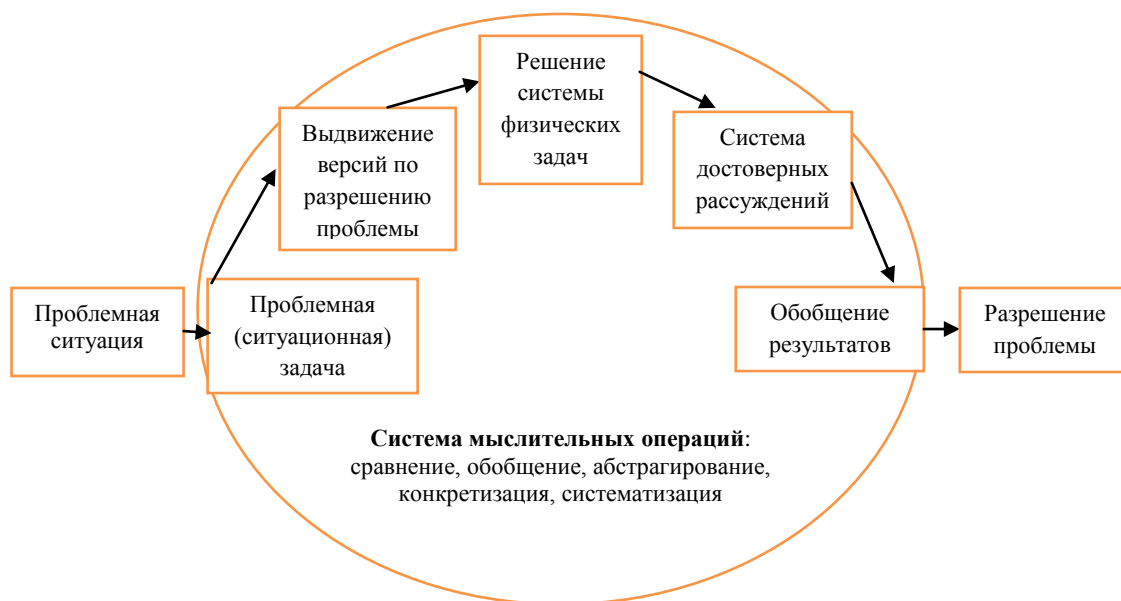 Проблемная
ситуация
Проблемная
(ситуационная)
задача
Выдвижение
версий по
разрешению
проблемы
Решение
системы
физических
задач
Система
достоверных
рассуждений
Обобщение
результатов
Разрешение
проблемы
Система мыслительных операций:
сравнение, обобщение, абстрагирование,
конкретизация, систематизация